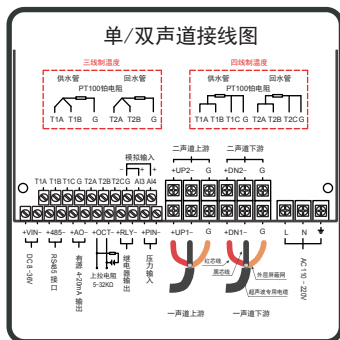 单/双声道接线图
三线制温度
供水管 回水管
PT100铂电阻
T1A T1B G T2A T2B G
四线制温度
供水管 回水管
PT100铂电阻
T1A T1B T1C G T2A T2B T2C G
模拟输入
− + +
T1A T1B T1C G T2A T2B T2C G AI3 AI4
二声道上游 二声道下游
+UP2− G +DN2− G
+VIN− +485− +AO− +OCT− +RLY− +PIN−
+UP1− G +DN1− G L N
DC 8-36V
RS485 接口
有源 4-20mA 输出
上拉电阻
5-32KΩ
继电器输出
压力输入
红芯线
黑芯线
外层屏蔽网
超声波专用电缆
一声道上游 一声道下游
AC 110 - 220V